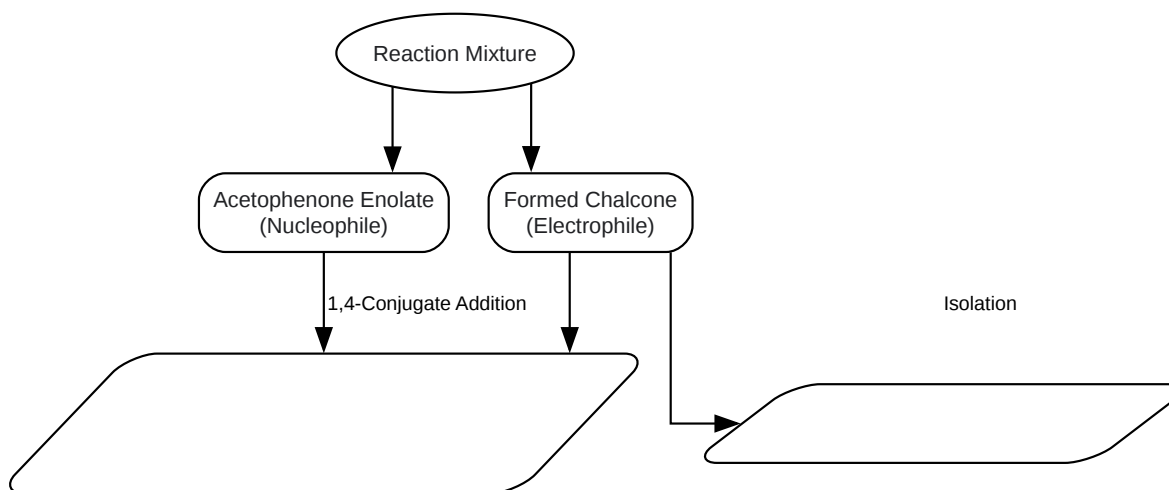 Reaction Mixture
Acetophenone Enolate
(Nucleophile)
Formed Chalcone
(Electrophile)
1,4-Conjugate Addition
Isolation